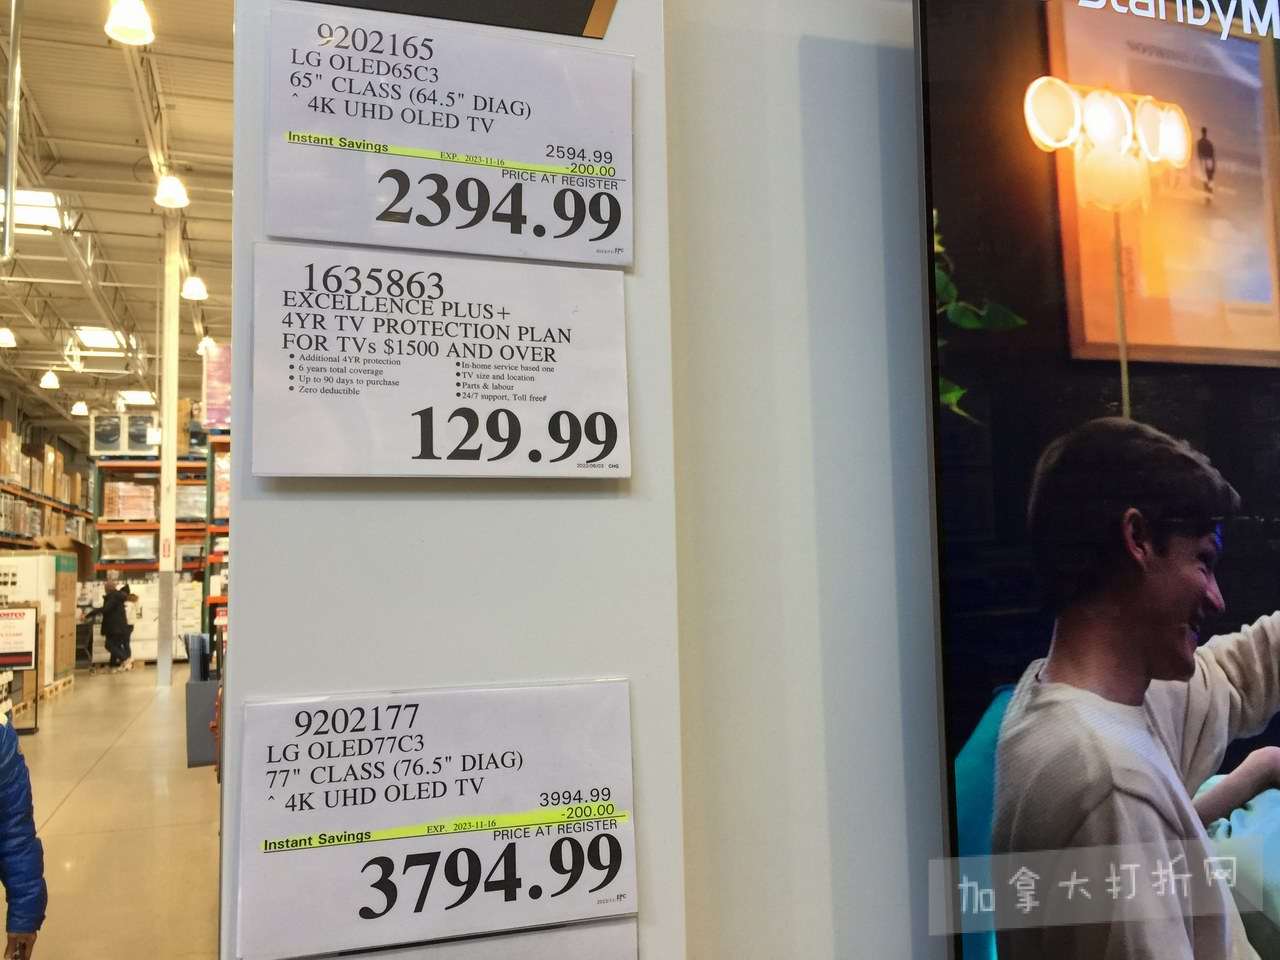 StanbyM
9202165
LG OLED65C3
65" CLASS (64.5" DIAG)
^ 4K UHD OLED TV
2594.99
Instant Savings EXP. 2023-11-16 -200.00
PRICE AT REGISTER
2394.99
1635863
EXCELLENCE PLUS+
4YR TV PROTECTION PLAN
FOR TVs $1500 AND OVER
• Additional 4YR protection
• 6 years total coverage
• Up to 90 days to purchase
• Zero deductible
• In-home service based one
• TV size and location
• Parts & labour
• 24/7 support, Toll free#
129.99
9202177
LG OLED77C3
77" CLASS (76.5" DIAG)
^ 4K UHD OLED TV
3994.99
Instant Savings EXP. 2023-11-16 -200.00
PRICE AT REGISTER
3794.99
加拿大打折网